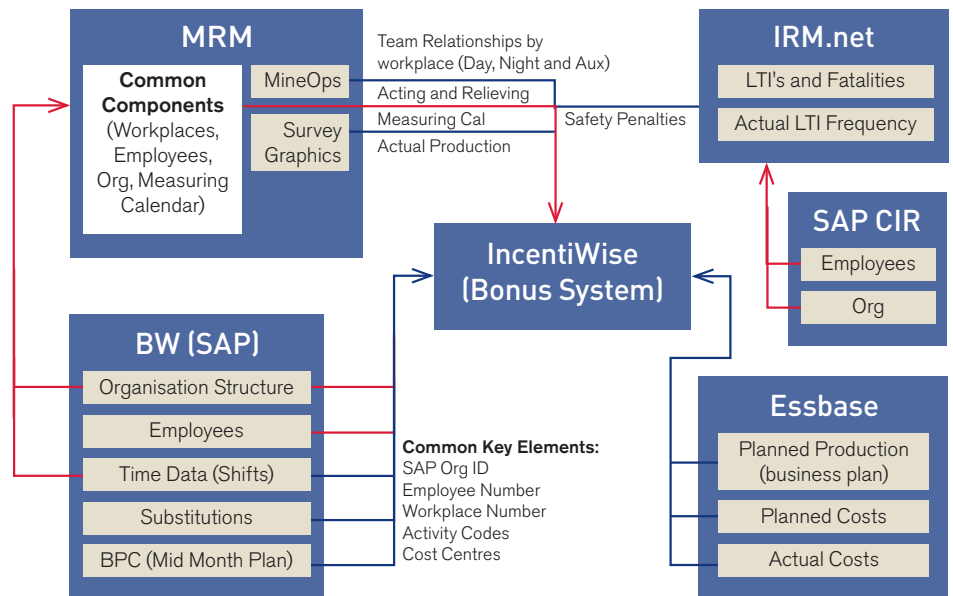 MRM
Common
Components
(Workplaces,
Employees,
Org, Measuring
Calendar)
MineOps
Survey
Graphics
Team Relationships by
workplace (Day, Night and Aux)
Acting and Relieving
Measuring Cal
Actual Production
Safety Penalties
IRM.net
LTI's and Fatalities
Actual LTI Frequency
SAP CIR
Employees
Org
IncentiWise
(Bonus System)
BW (SAP)
Organisation Structure
Employees
Time Data (Shifts)
Substitutions
BPC (Mid Month Plan)
Common Key Elements:
SAP Org ID
Employee Number
Workplace Number
Activity Codes
Cost Centres
Essbase
Planned Production
(business plan)
Planned Costs
Actual Costs